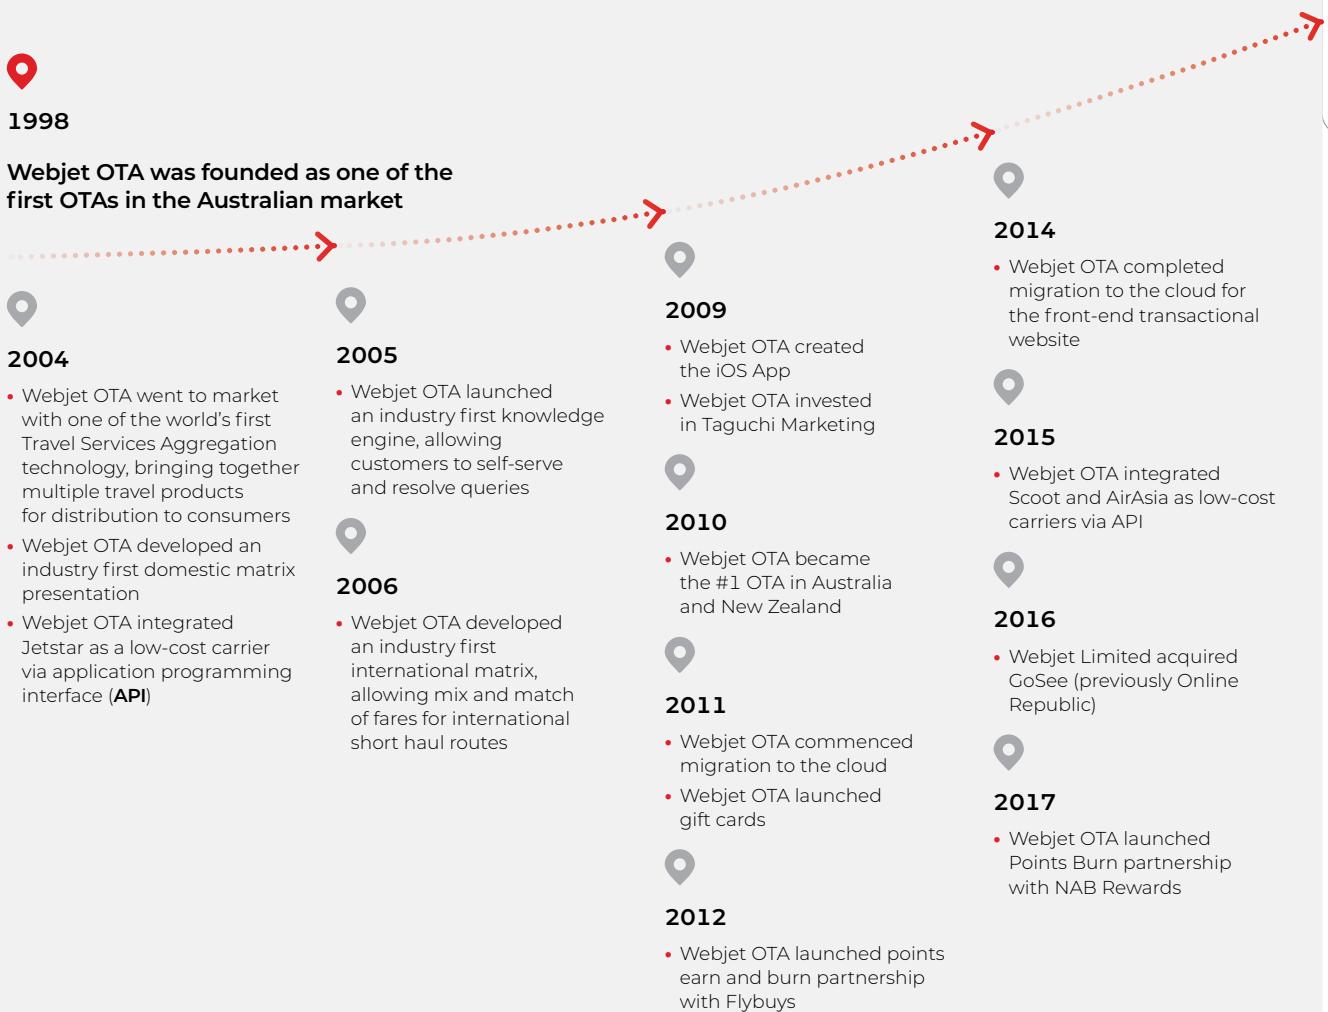 1998
Webjet OTA was founded as one of the
first OTAs in the Australian market
2004
• Webjet OTA went to market
with one of the world's first
Travel Services Aggregation
technology, bringing together
multiple travel products
for distribution to consumers
• Webjet OTA developed an
industry first domestic matrix
presentation
• Webjet OTA integrated
Jetstar as a low-cost carrier
via application programming
interface (API)
2005
• Webjet OTA launched
an industry first knowledge
engine, allowing
customers to self-serve
and resolve queries
2006
• Webjet OTA developed
an industry first
international matrix,
allowing mix and match
of fares for international
short haul routes
2009
• Webjet OTA created
the iOS App
• Webjet OTA invested
in Taguchi Marketing
2010
• Webjet OTA became
the #1 OTA in Australia
and New Zealand
2011
• Webjet OTA commenced
migration to the cloud
• Webjet OTA launched
gift cards
2012
• Webjet OTA launched points
earn and burn partnership
with Flybuys
2014
• Webjet OTA completed
migration to the cloud for
the front-end transactional
website
2015
• Webjet OTA integrated
Scoot and AirAsia as low-cost
carriers via API
2016
• Webjet Limited acquired
GoSee (previously Online
Republic)
2017
• Webjet OTA launched
Points Burn partnership
with NAB Rewards